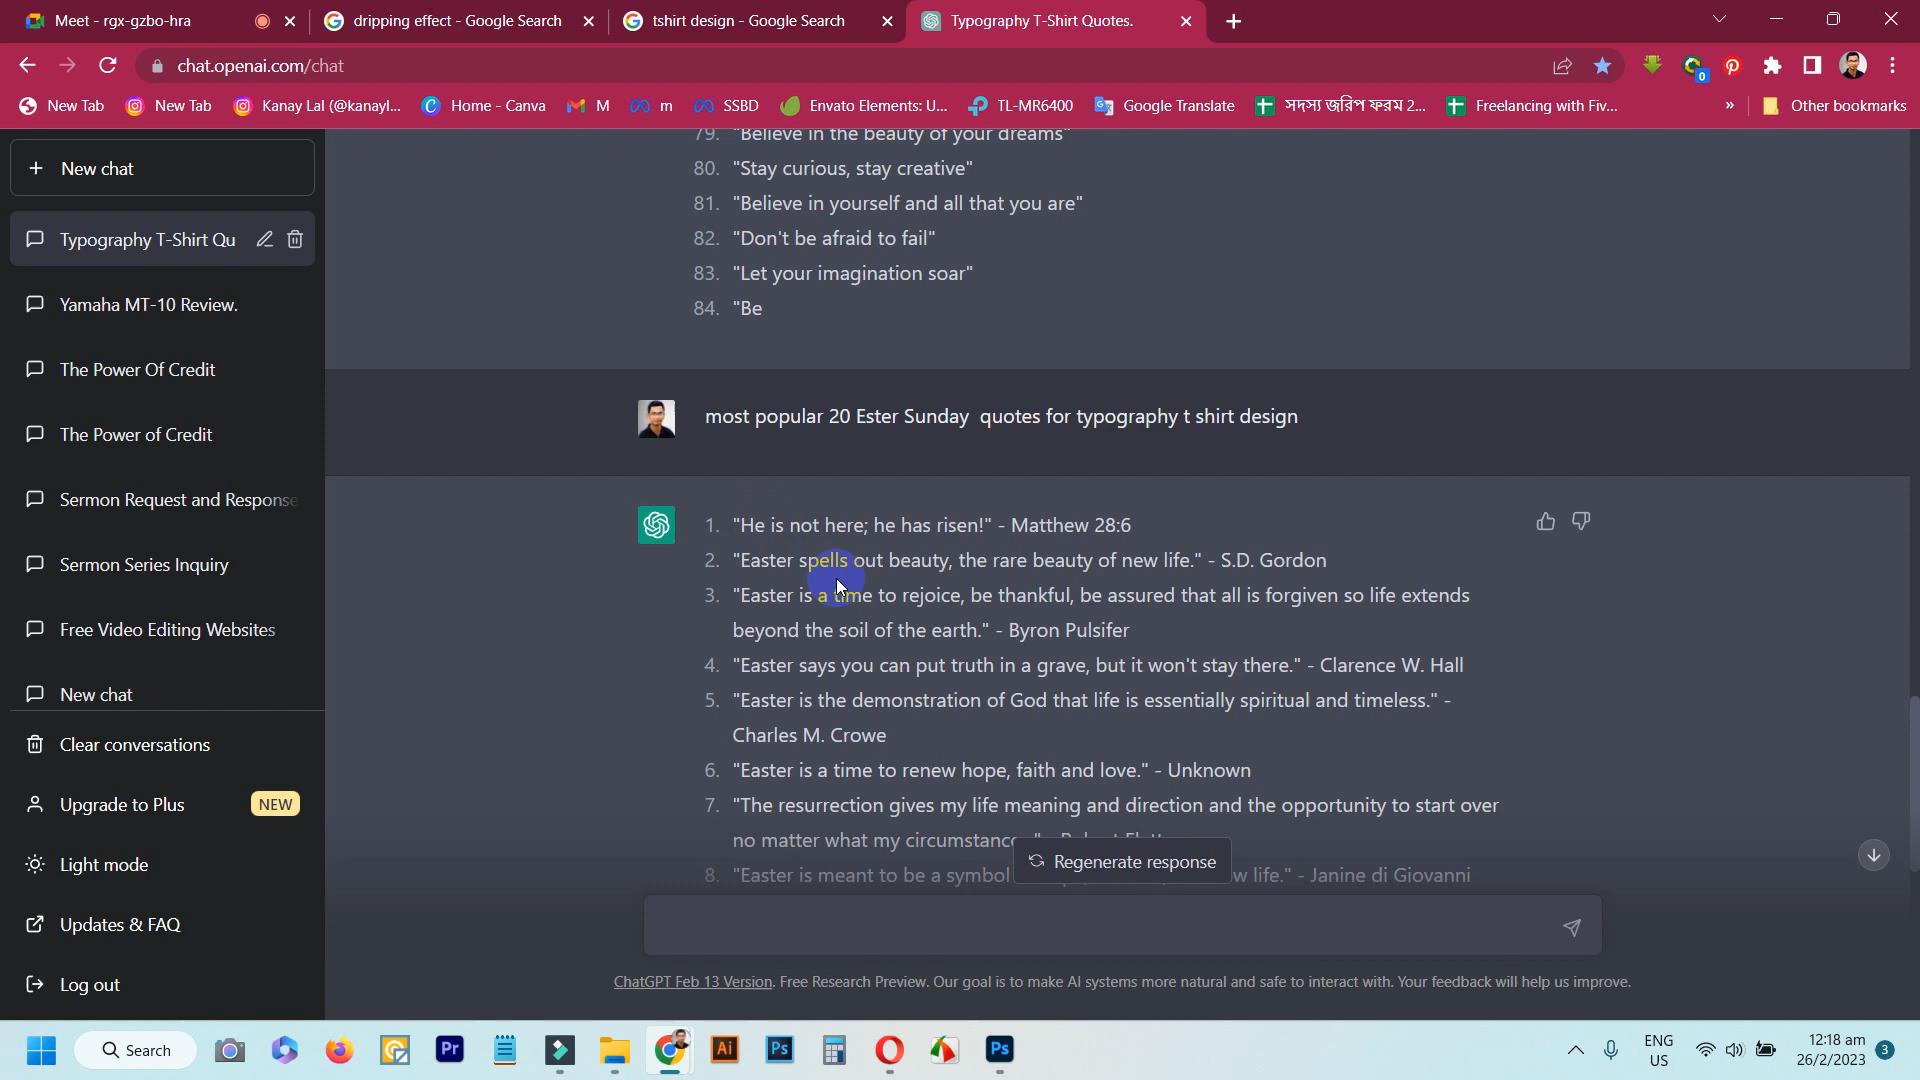 Meet - rgx-gzbo-hra
dripping effect - Google Search
tshirt design - Google Search
Typography T-Shirt Quotes.
chat.openai.com/chat
0
New Tab
New Tab
Kanay Lal (@kanayl...
Home - Canva
M
m
SSBD
Envato Elements: U...
TL-MR6400
Google Translate
সদস্য জরিপ ফরম 2...
Freelancing with Fiv...
»
Other bookmarks
New chat
Typography T-Shirt Qu
Yamaha MT-10 Review.
The Power Of Credit
The Power of Credit
Sermon Request and Response
Sermon Series Inquiry
Free Video Editing Websites
New chat
Clear conversations
Upgrade to Plus
NEW
Light mode
Updates & FAQ
Log out
79. "Believe in the beauty of your dreams"
80. "Stay curious, stay creative"
81. "Believe in yourself and all that you are"
82. "Don't be afraid to fail"
83. "Let your imagination soar"
84. "Be
most popular 20 Ester Sunday  quotes for typography t shirt design
1. "He is not here; he has risen!" - Matthew 28:6
2. "Easter spells out beauty, the rare beauty of new life." - S.D. Gordon
3. "Easter is a time to rejoice, be thankful, be assured that all is forgiven so life extends
beyond the soil of the earth." - Byron Pulsifer
4. "Easter says you can put truth in a grave, but it won't stay there." - Clarence W. Hall
5. "Easter is the demonstration of God that life is essentially spiritual and timeless." -
Charles M. Crowe
6. "Easter is a time to renew hope, faith and love." - Unknown
7. "The resurrection gives my life meaning and direction and the opportunity to start over
no matter what my circumstanc
8. "Easter is meant to be a symbol w life." - Janine di Giovanni
Regenerate response
ChatGPT Feb 13 Version. Free Research Preview. Our goal is to make AI systems more natural and safe to interact with. Your feedback will help us improve.
Search
Pr
Ai
Ps
Ps
ENG
US
12:18 am
26/2/2023
3